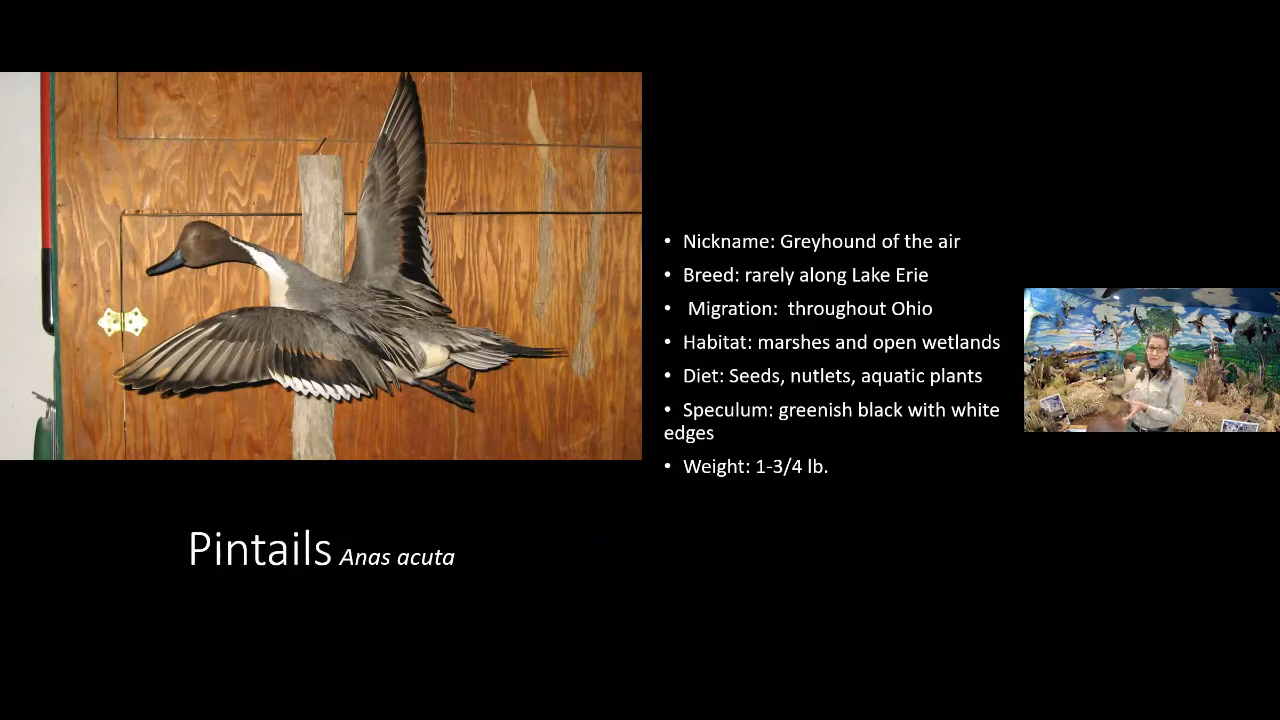 • Nickname: Greyhound of the air
• Breed: rarely along Lake Erie
• Migration:  throughout Ohio
• Habitat: marshes and open wetlands
• Diet: Seeds, nutlets, aquatic plants
• Speculum: greenish black with white
edges
• Weight: 1-3/4 lb.
Pintails Anas acuta